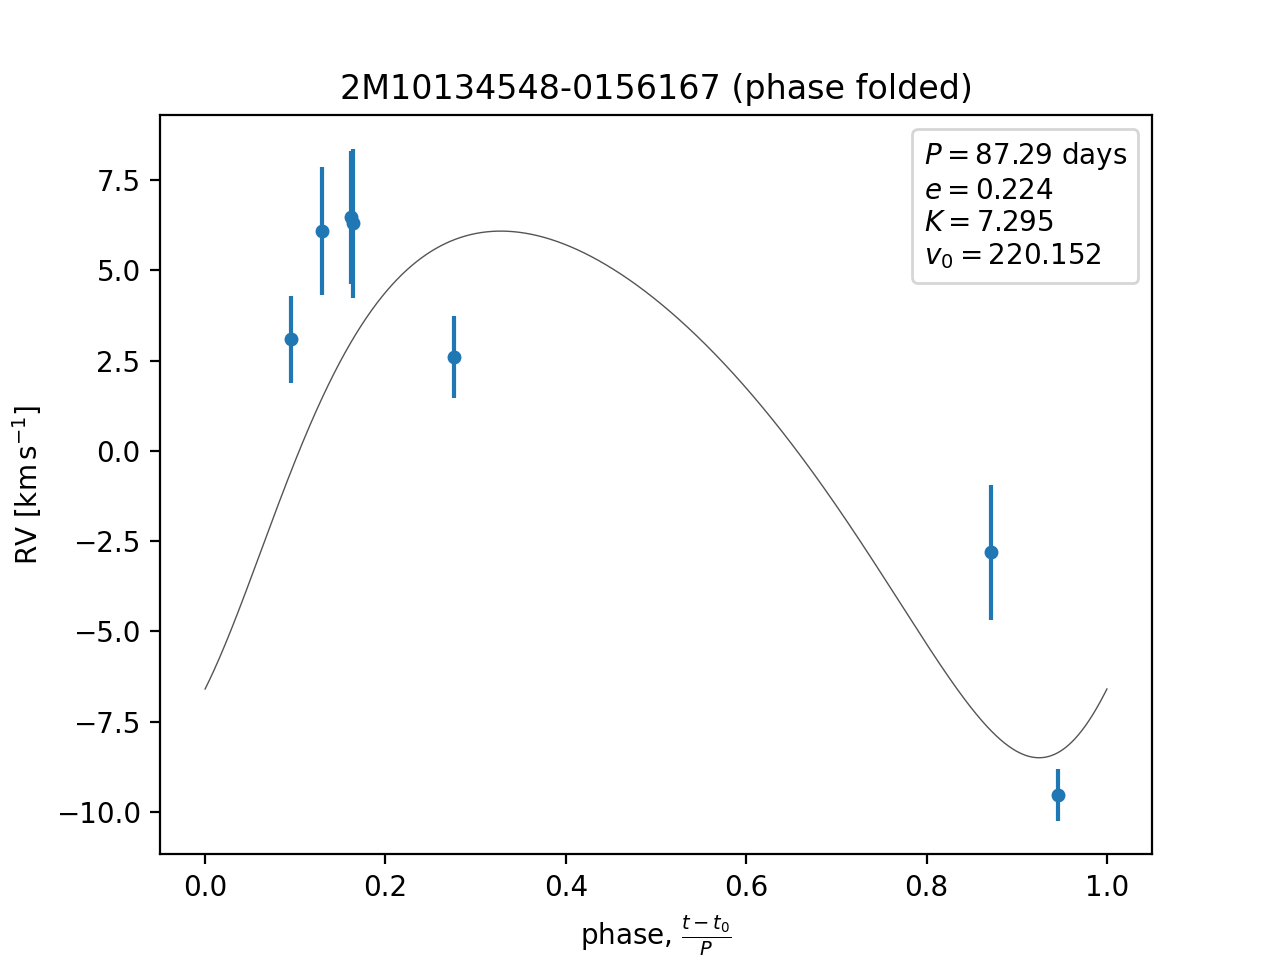 2M10134548-0156167 (phase folded)
P = 87.29 days
e = 0.224
K = 7.295
v₀ = 220.152
7.5
5.0
2.5
0.0
−2.5
−5.0
−7.5
−10.0
RV [km s⁻¹]
0.0 0.2 0.4 0.6 0.8 1.0
phase, (t − t₀)/P